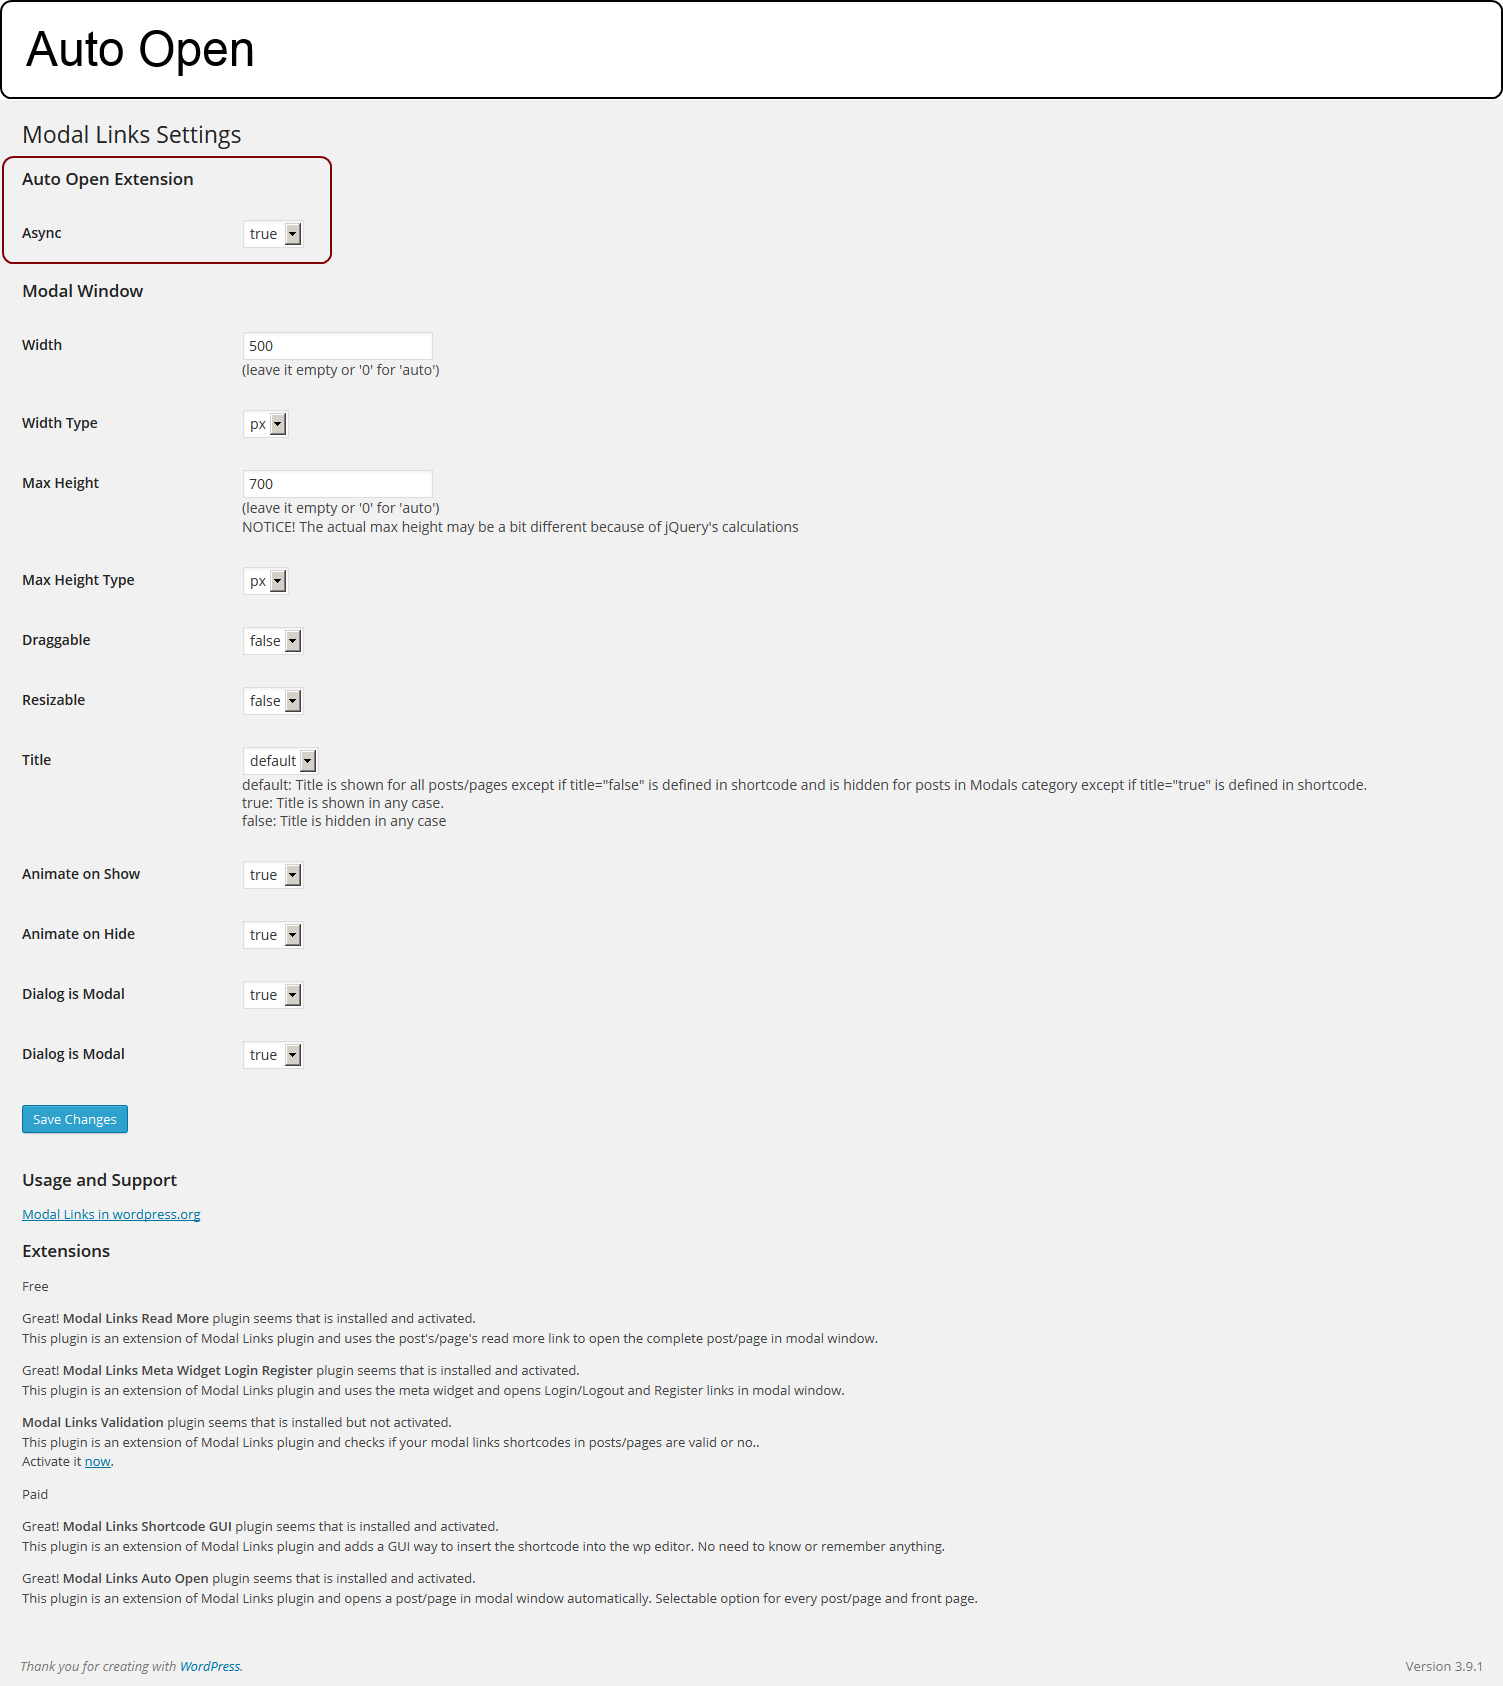 Auto Open
Modal Links Settings
Auto Open Extension
Async true
Modal Window
Width 500
(leave it empty or '0' for 'auto')
Width Type px
Max Height 700
(leave it empty or '0' for 'auto')
NOTICE! The actual max height may be a bit different because of jQuery's calculations
Max Height Type px
Draggable false
Resizable false
Title default
default: Title is shown for all posts/pages except if title="false" is defined in shortcode and is hidden for posts in Modals category except if title="true" is defined in shortcode.
true: Title is shown in any case.
false: Title is hidden in any case
Animate on Show true
Animate on Hide true
Dialog is Modal true
Dialog is Modal true
Save Changes
Usage and Support
Modal Links in wordpress.org
Extensions
Free
Great! Modal Links Read More plugin seems that is installed and activated.
This plugin is an extension of Modal Links plugin and uses the post's/page's read more link to open the complete post/page in modal window.
Great! Modal Links Meta Widget Login Register plugin seems that is installed and activated.
This plugin is an extension of Modal Links plugin and uses the meta widget and opens Login/Logout and Register links in modal window.
Modal Links Validation plugin seems that is installed but not activated.
This plugin is an extension of Modal Links plugin and checks if your modal links shortcodes in posts/pages are valid or no..
Activate it now.
Paid
Great! Modal Links Shortcode GUI plugin seems that is installed and activated.
This plugin is an extension of Modal Links plugin and adds a GUI way to insert the shortcode into the wp editor. No need to know or remember anything.
Great! Modal Links Auto Open plugin seems that is installed and activated.
This plugin is an extension of Modal Links plugin and opens a post/page in modal window automatically. Selectable option for every post/page and front page.
Thank you for creating with WordPress. Version 3.9.1